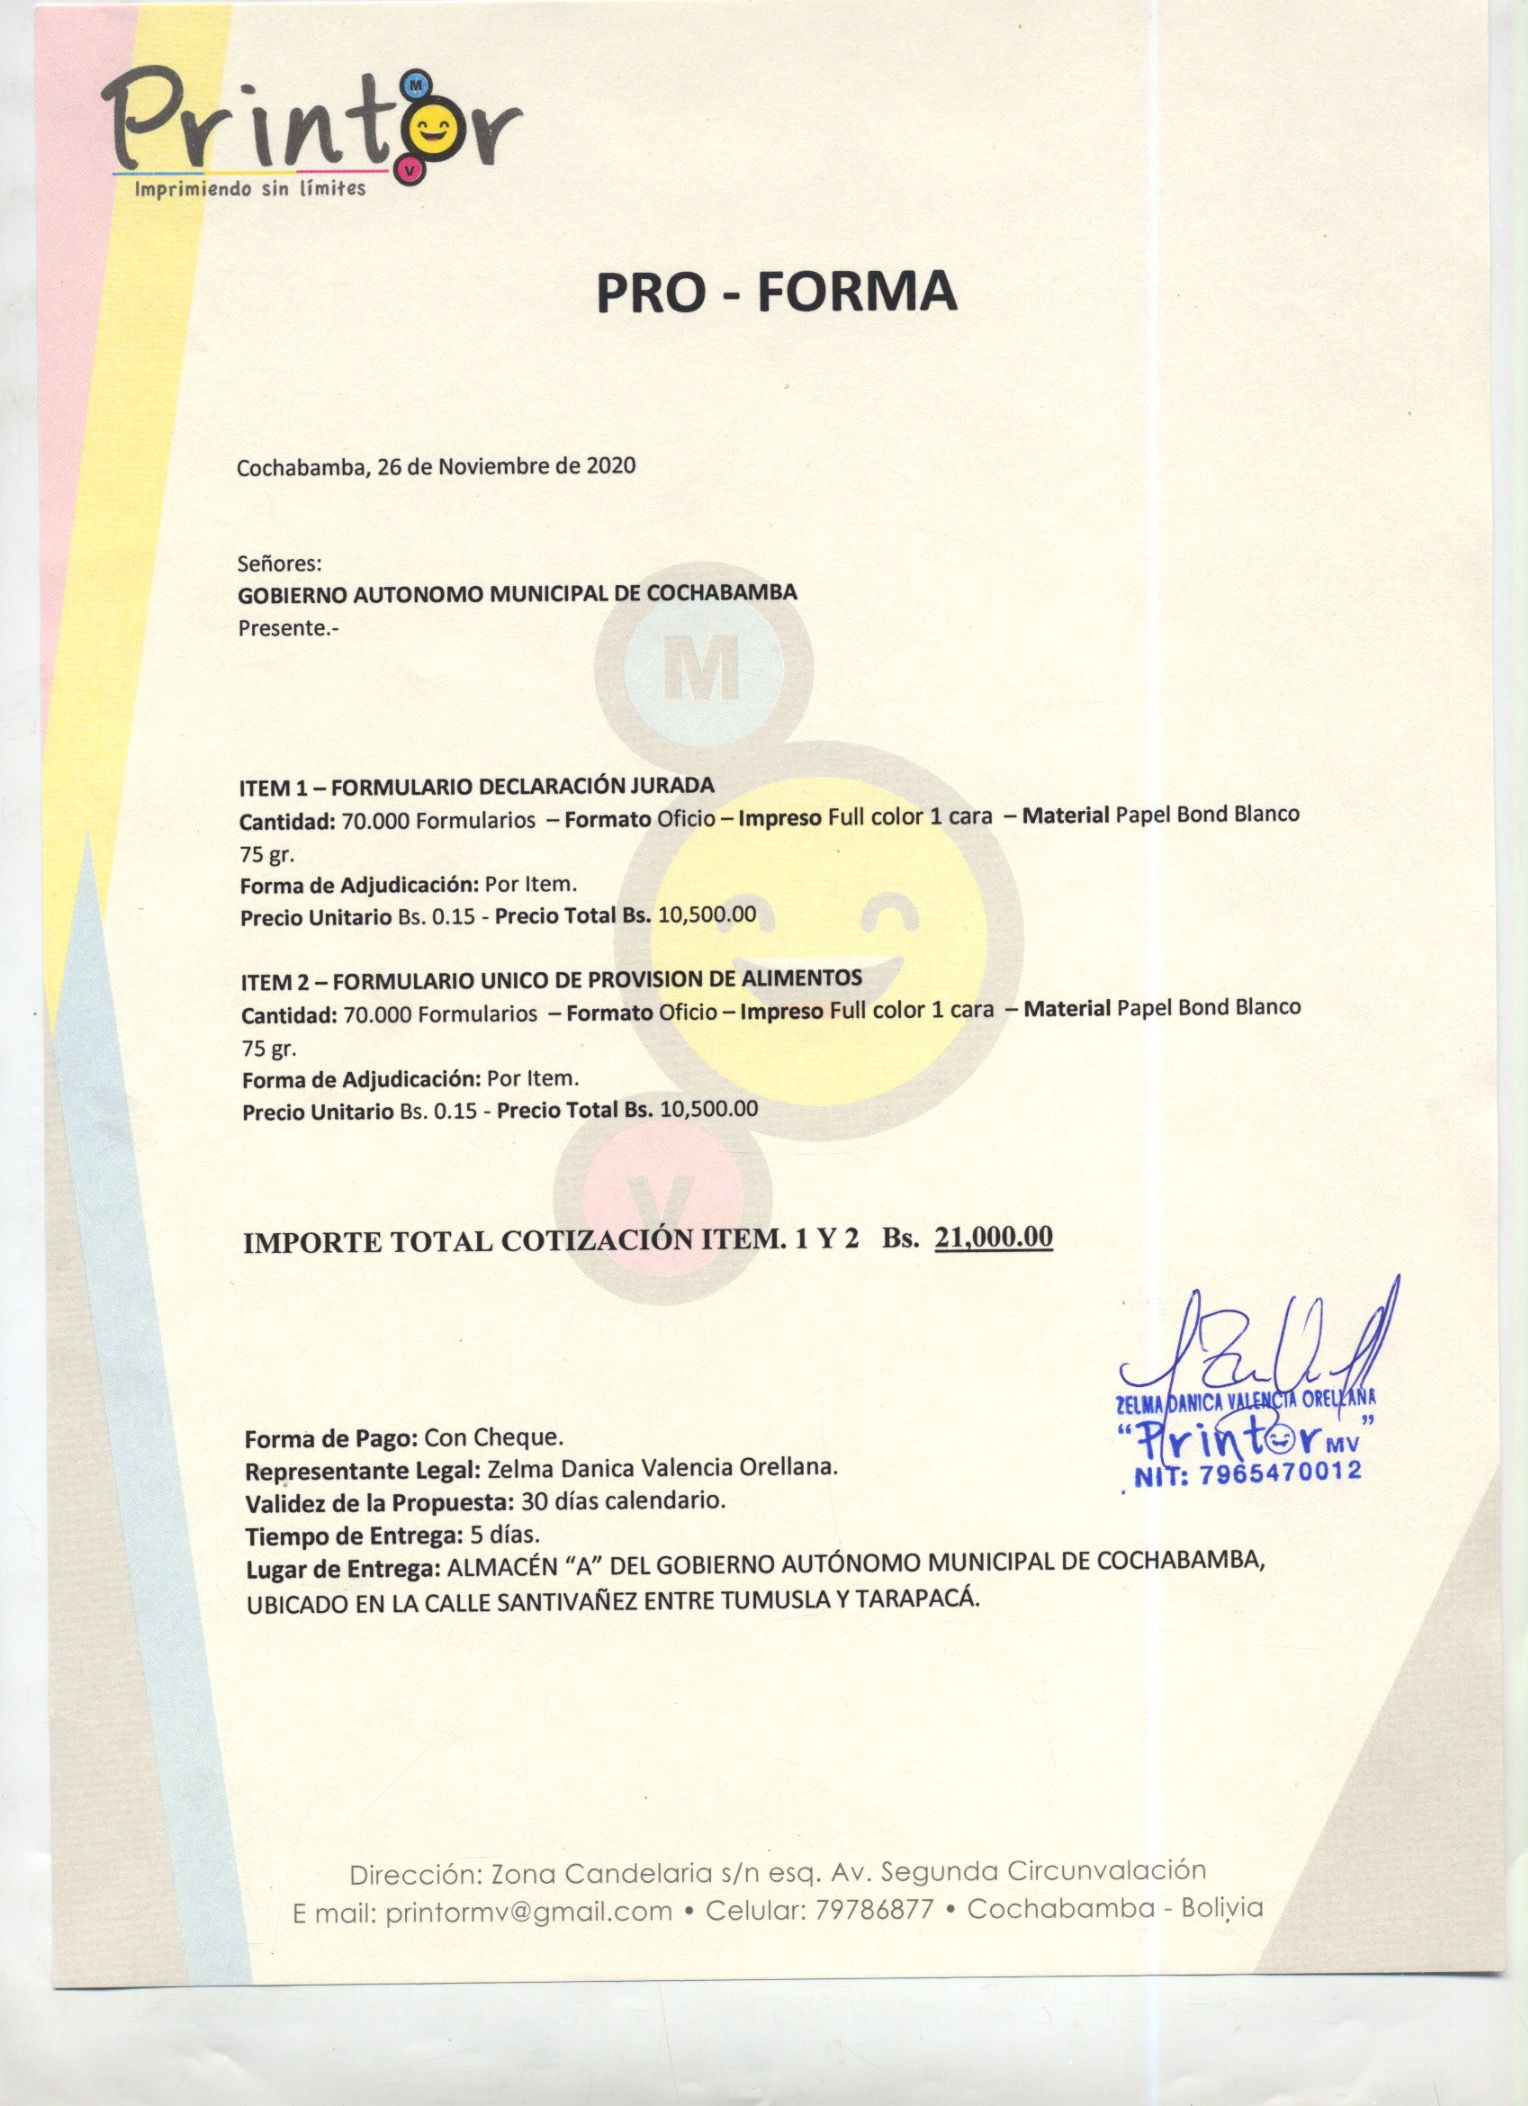 Printor
M
V
Imprimiendo sin límites
PRO - FORMA
Cochabamba, 26 de Noviembre de 2020
Señores:
GOBIERNO AUTONOMO MUNICIPAL DE COCHABAMBA
Presente.-
M
ITEM 1 – FORMULARIO DECLARACIÓN JURADA
Cantidad: 70.000 Formularios – Formato Oficio – Impreso Full color 1 cara – Material Papel Bond Blanco
75 gr.
Forma de Adjudicación: Por Item.
Precio Unitario Bs. 0.15 - Precio Total Bs. 10,500.00
ITEM 2 – FORMULARIO UNICO DE PROVISION DE ALIMENTOS
Cantidad: 70.000 Formularios – Formato Oficio – Impreso Full color 1 cara – Material Papel Bond Blanco
75 gr.
Forma de Adjudicación: Por Item.
Precio Unitario Bs. 0.15 - Precio Total Bs. 10,500.00
V
IMPORTE TOTAL COTIZACIÓN ITEM. 1 Y 2 Bs. 21,000.00
ZELMA DANICA VALENCIA ORELLANA
“Printor MV”
NIT: 7965470012
Forma de Pago: Con Cheque.
Representante Legal: Zelma Danica Valencia Orellana.
Validez de la Propuesta: 30 días calendario.
Tiempo de Entrega: 5 días.
Lugar de Entrega: ALMACÉN “A” DEL GOBIERNO AUTÓNOMO MUNICIPAL DE COCHABAMBA,
UBICADO EN LA CALLE SANTIVAÑEZ ENTRE TUMUSLA Y TARAPACÁ.
Dirección: Zona Candelaria s/n esq. Av. Segunda Circunvalación
E mail: printormv@gmail.com • Celular: 79786877 • Cochabamba - Bolivia